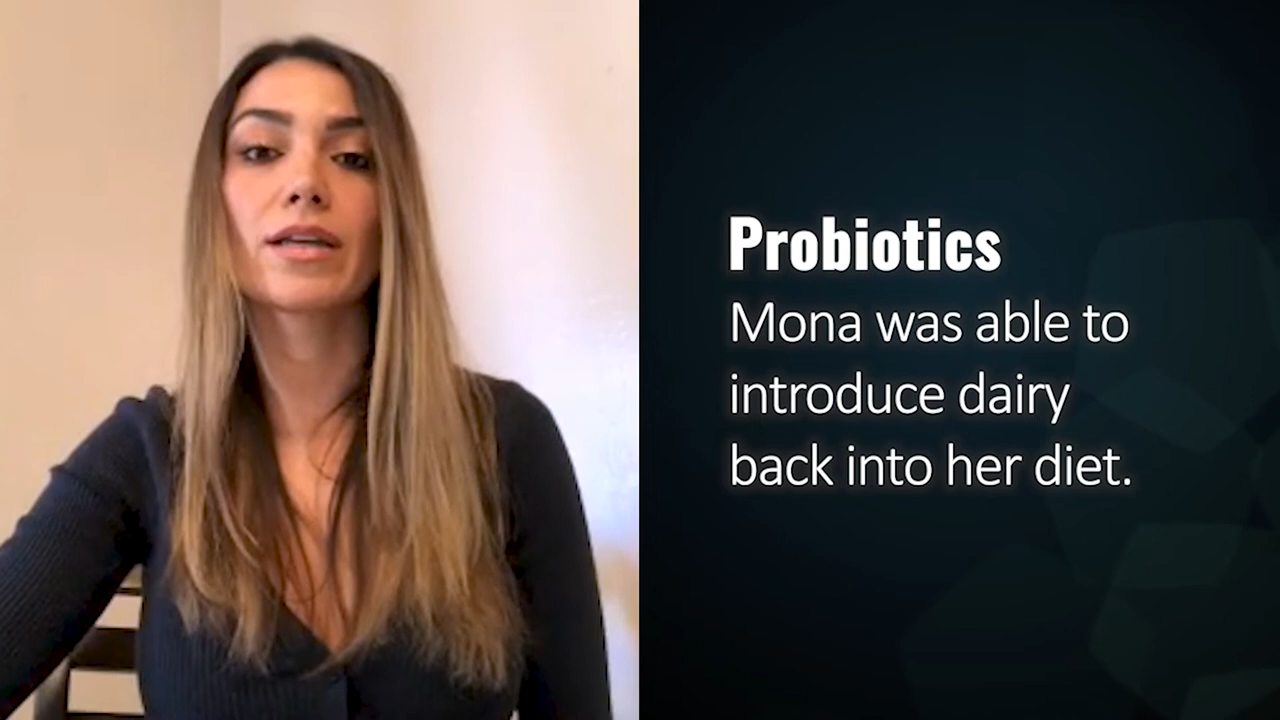 Probiotics
Mona was able to
introduce dairy
back into her diet.